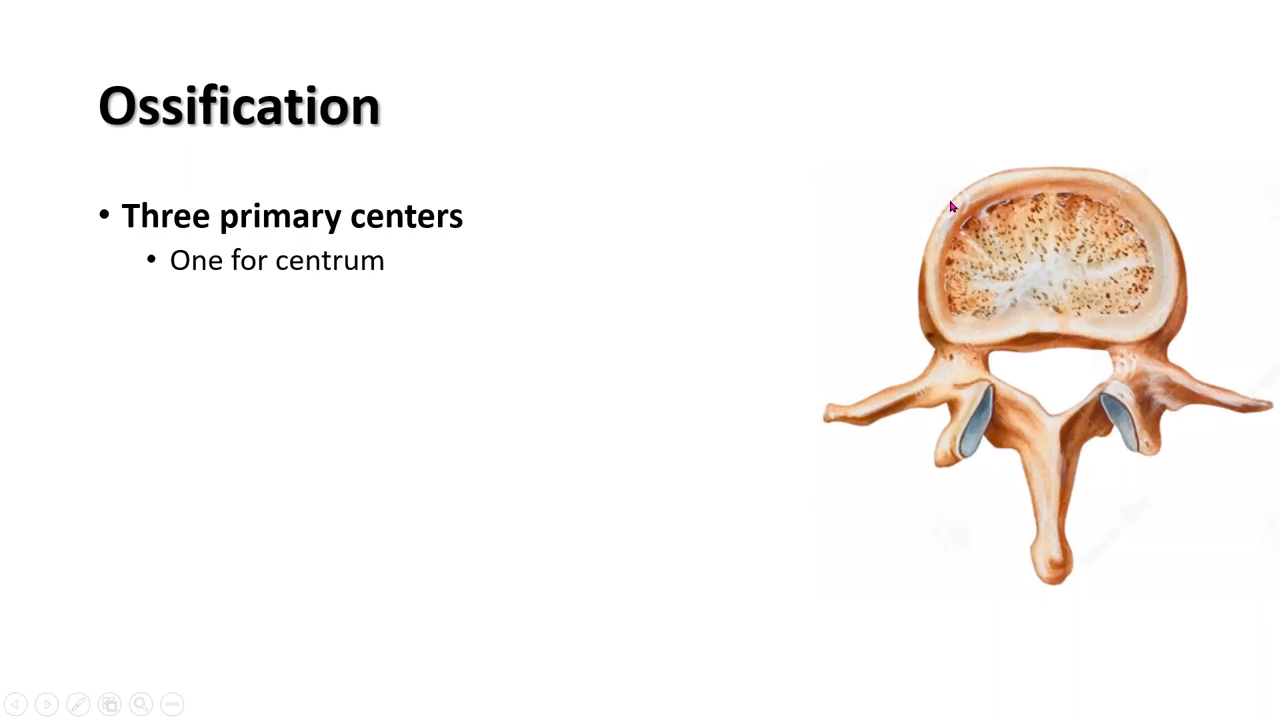 Ossification
• Three primary centers
• One for centrum